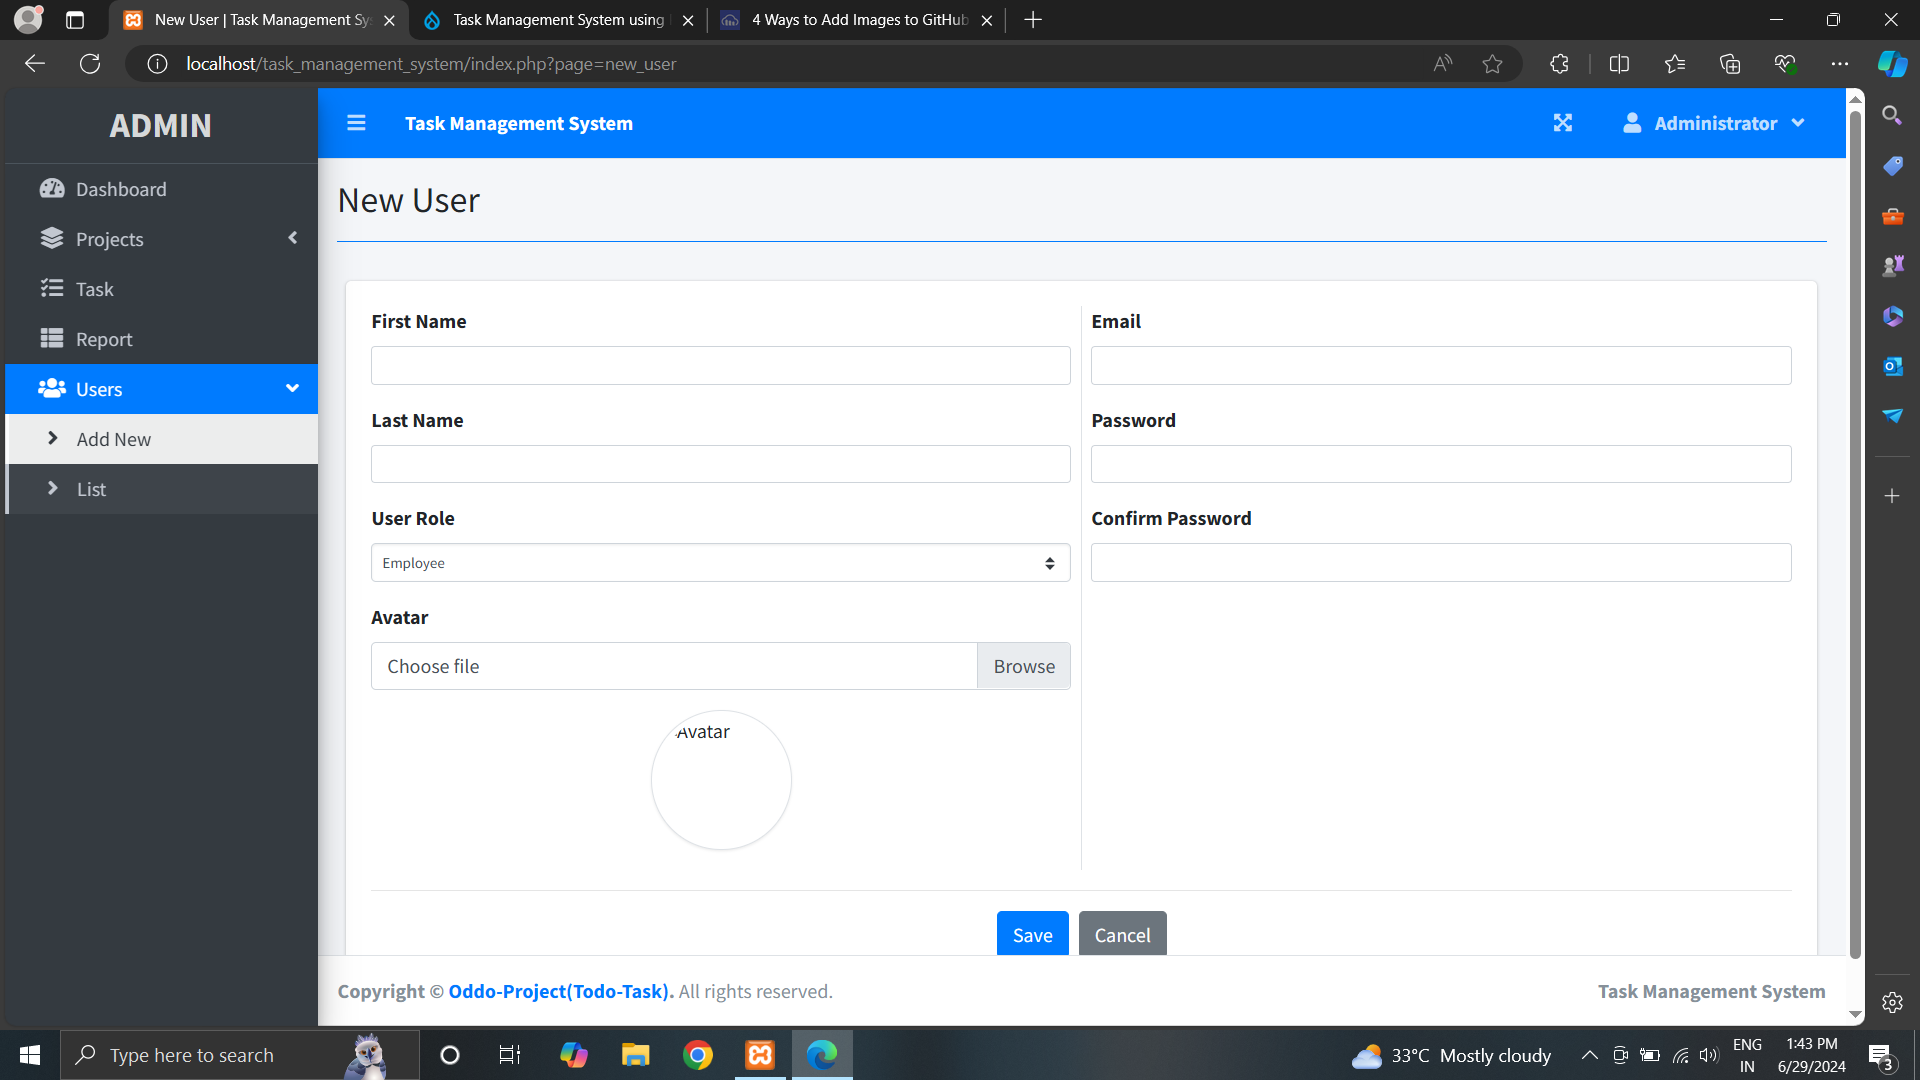 New User | Task Management Sy
Task Management System using
4 Ways to Add Images to GitHub
localhost/task_management_system/index.php?page=new_user
ADMIN
Task Management System
Administrator
Dashboard
Projects
Task
Report
Users
Add New
List
New User
First Name
Email
Last Name
Password
User Role
Confirm Password
Employee
Avatar
Choose file
Browse
Avatar
Save
Cancel
Copyright © Oddo-Project(Todo-Task). All rights reserved.
Task Management System
Type here to search
33°C Mostly cloudy
ENG
IN
1:43 PM
6/29/2024
3